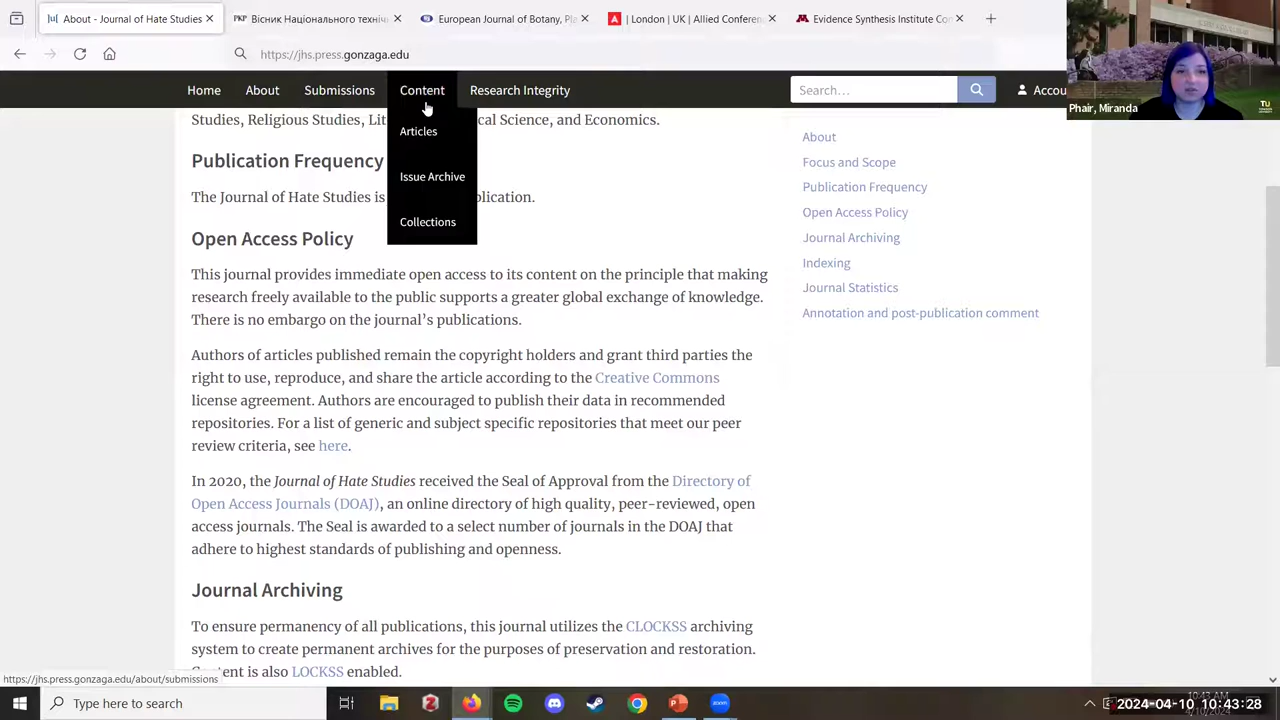 About - Journal of Hate Studies
Вісник Національного техніч
European Journal of Botany, Pla
| London | UK | Allied Conferen
Evidence Synthesis Institute Co
https://jhs.press.gonzaga.edu
Home About Submissions Content Research Integrity
Search...
Accou
Phair, Miranda
TU
Articles
Issue Archive
Collections
Studies, Religious Studies, Lit cal Science, and Economics.
Publication Frequency
The Journal of Hate Studies is plication.
Open Access Policy
This journal provides immediate open access to its content on the principle that making
research freely available to the public supports a greater global exchange of knowledge.
There is no embargo on the journal's publications.
Authors of articles published remain the copyright holders and grant third parties the
right to use, reproduce, and share the article according to the Creative Commons
license agreement. Authors are encouraged to publish their data in recommended
repositories. For a list of generic and subject specific repositories that meet our peer
review criteria, see here.
In 2020, the Journal of Hate Studies received the Seal of Approval from the Directory of
Open Access Journals (DOAJ), an online directory of high quality, peer-reviewed, open
access journals. The Seal is awarded to a select number of journals in the DOAJ that
adhere to highest standards of publishing and openness.
Journal Archiving
To ensure permanency of all publications, this journal utilizes the CLOCKSS archiving
system to create permanent archives for the purposes of preservation and restoration.
tent is also LOCKSS enabled.
About
Focus and Scope
Publication Frequency
Open Access Policy
Journal Archiving
Indexing
Journal Statistics
Annotation and post-publication comment
https://jhs.press.gonzaga.edu/about/submissions
Type here to search
zoom
2024-04-10 10:43:28